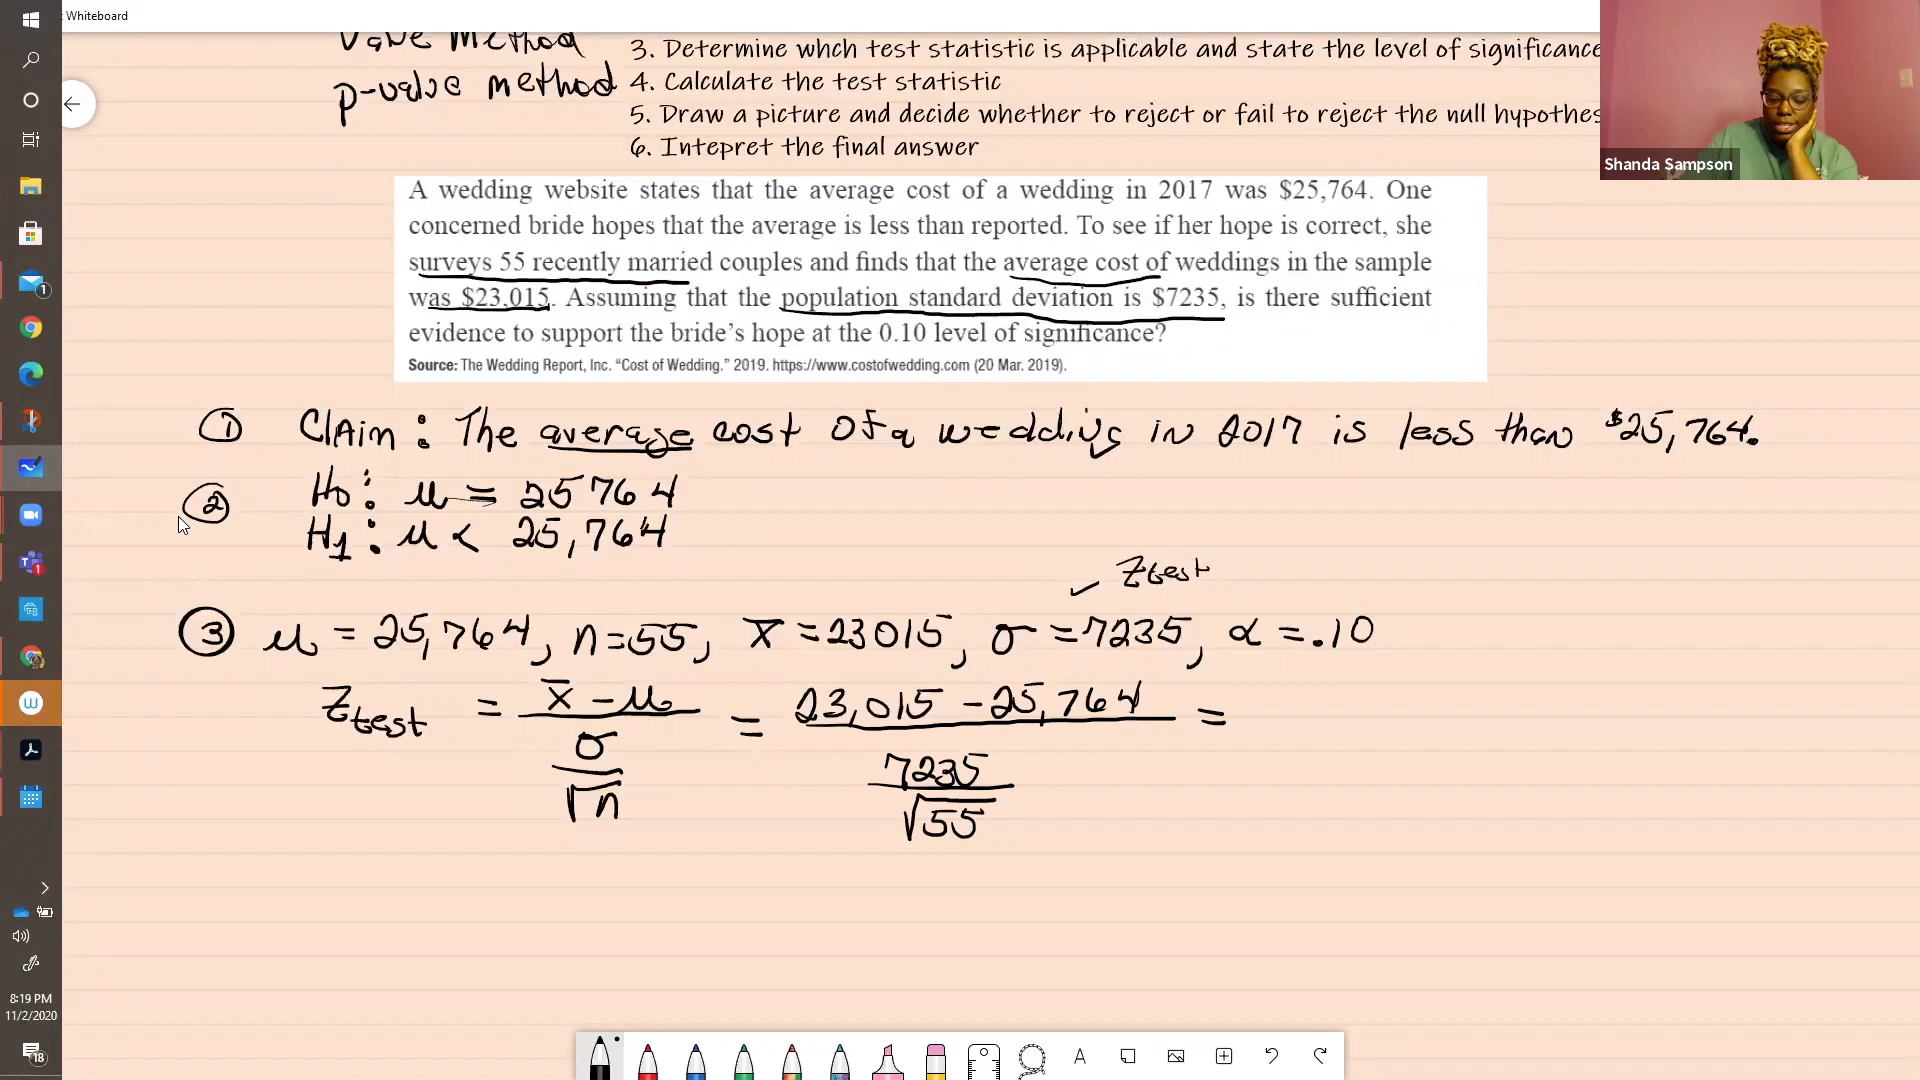 Whiteboard
Value method
p-value method
3. Determine whch test statistic is applicable and state the level of significance
4. Calculate the test statistic
5. Draw a picture and decide whether to reject or fail to reject the null hypothes
6. Intepret the final answer
Shanda Sampson
A wedding website states that the average cost of a wedding in 2017 was $25,764. One
concerned bride hopes that the average is less than reported. To see if her hope is correct, she
surveys 55 recently married couples and finds that the average cost of weddings in the sample
was $23,015. Assuming that the population standard deviation is $7235, is there sufficient
evidence to support the bride’s hope at the 0.10 level of significance?
Source: The Wedding Report, Inc. “Cost of Wedding.” 2019. https://www.costofwedding.com (20 Mar. 2019).
① Claim: The average cost of a wedding in 2017 is less than $25,764.
② H₀: μ = 25764
H₁: μ < 25,764
✓ Ztest
③ μ = 25,764, n=55, x̄ = 23015, σ = 7235, α = .10
Ztest = x̄ - μ = 23,015 - 25,764 =
σ 7235
√n √55
1
1
8:19 PM
11/2/2020
18